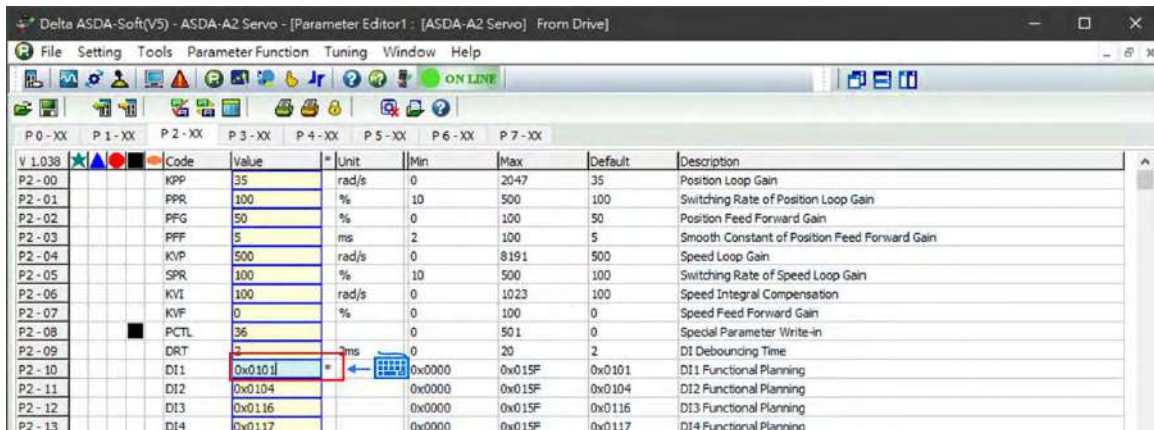 Delta ASDA-Soft(V5) - ASDA-A2 Servo - [Parameter Editor1 : [ASDA-A2 Servo] From Drive]
File Setting Tools Parameter Function Tuning Window Help
ON LINE
P 0 - XX P 1 - XX P 2 - XX P 3 - XX P 4 - XX P 5 - XX P 6 - XX P 7 - XX
V 1.038 Code Value * Unit Min Max Default Description
P2 - 00 KPP 35 rad/s 0 2047 35 Position Loop Gain
P2 - 01 PPR 100 % 10 500 100 Switching Rate of Position Loop Gain
P2 - 02 PFG 50 % 0 100 50 Position Feed Forward Gain
P2 - 03 PFF 5 ms 2 100 5 Smooth Constant of Position Feed Forward Gain
P2 - 04 KVP 500 rad/s 0 8191 500 Speed Loop Gain
P2 - 05 SPR 100 % 10 500 100 Switching Rate of Speed Loop Gain
P2 - 06 KVI 100 rad/s 0 1023 100 Speed Integral Compensation
P2 - 07 KVF 0 % 0 100 0 Speed Feed Forward Gain
P2 - 08 PCTL 36 0 501 0 Special Parameter Write-in
P2 - 09 DRT 2 2ms 0 20 2 DI Debouncing Time
P2 - 10 DI1 0x0101 * 0x0000 0x015F 0x0101 DI1 Functional Planning
P2 - 11 DI2 0x0104 0x0000 0x015F 0x0104 DI2 Functional Planning
P2 - 12 DI3 0x0116 0x0000 0x015F 0x0116 DI3 Functional Planning
P2 - 13 DI4 0x0117 0x0000 0x015F 0x0117 DI4 Functional Planning